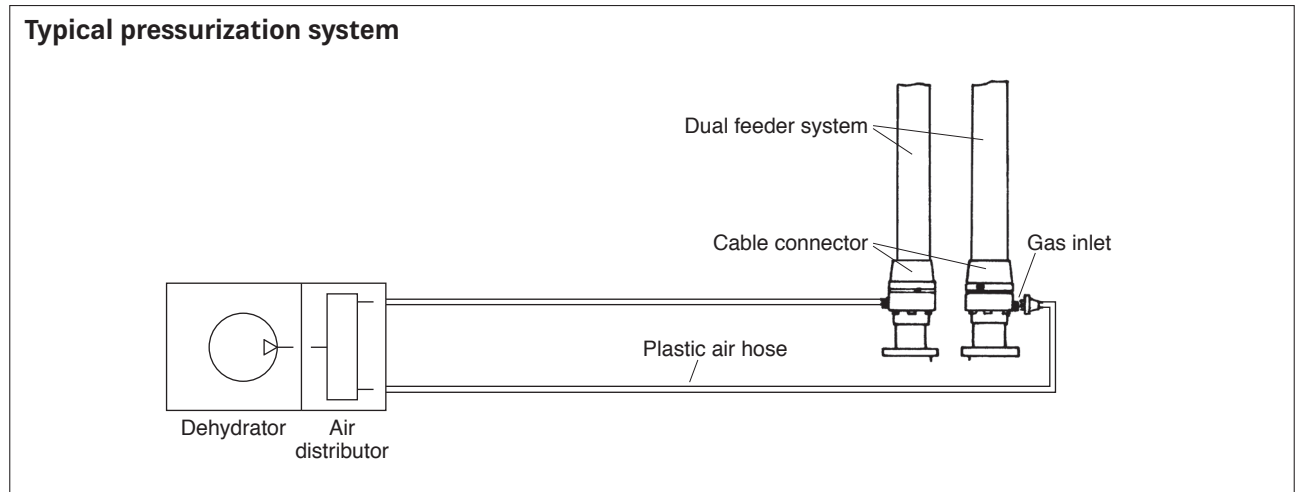 Typical pressurization system
Dual feeder system
Cable connector
Gas inlet
Plastic air hose
Dehydrator
Air
distributor